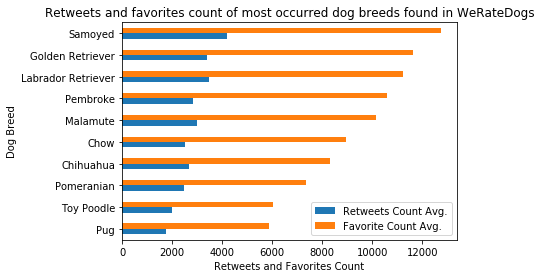 Retweets and favorites count of most occurred dog breeds found in WeRateDogs
Samoyed
Golden Retriever
Labrador Retriever
Pembroke
Malamute
Chow
Chihuahua
Pomeranian
Toy Poodle
Pug
Dog Breed
Retweets Count Avg.
Favorite Count Avg.
0 2000 4000 6000 8000 10000 12000
Retweets and Favorites Count